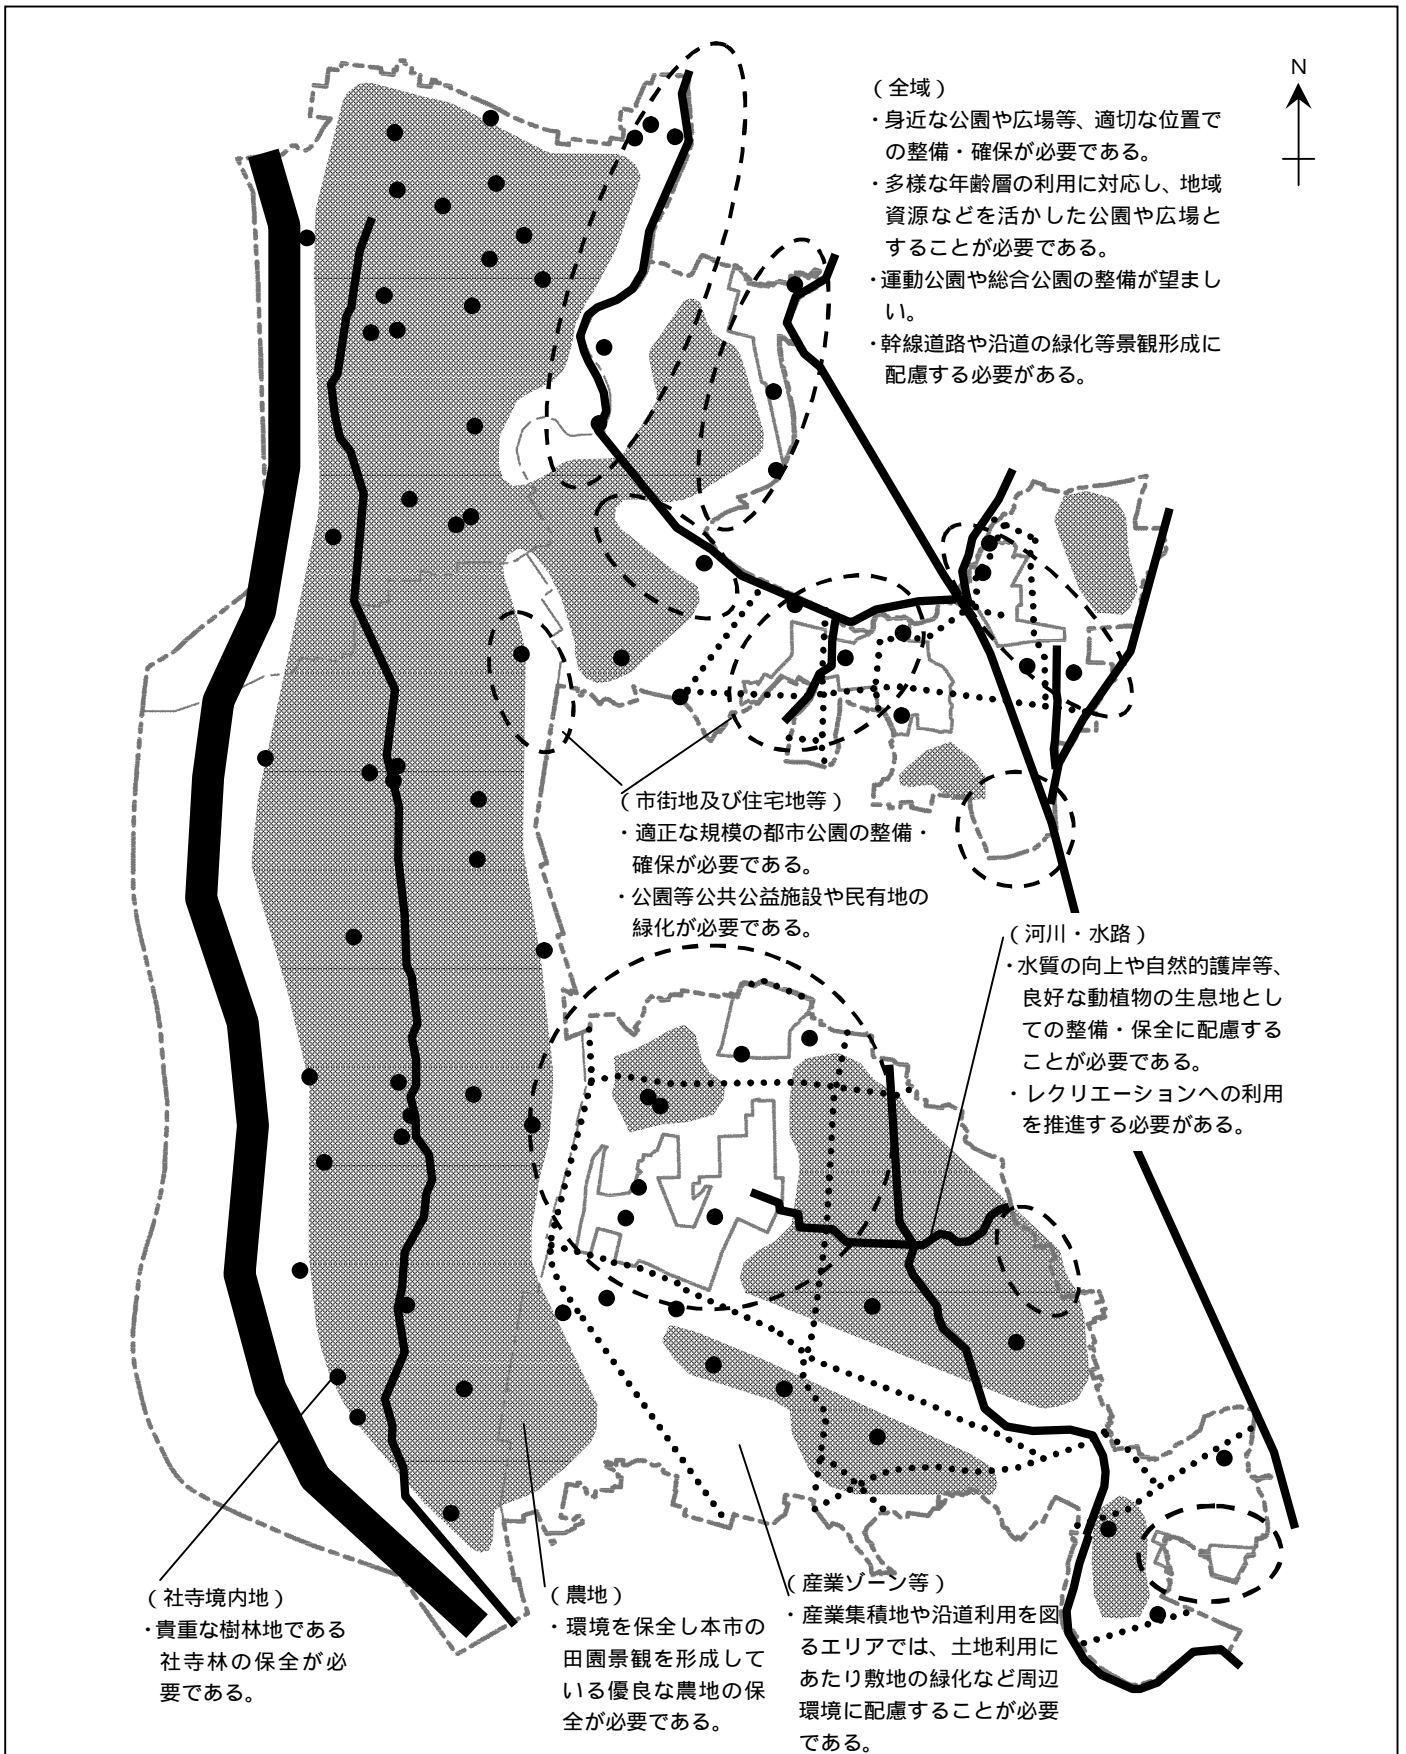 N
(全域)
・身近な公園や広場等、適切な位置で
の整備・確保が必要である。
・多様な年齢層の利用に対応し、地域
資源などを活かした公園や広場と
することが必要である。
・運動公園や総合公園の整備が望まし
い。
・幹線道路や沿道の緑化等景観形成に
配慮する必要がある。
(市街地及び住宅地等)
・適正な規模の都市公園の整備・
確保が必要である。
・公園等公共公益施設や民有地の
緑化が必要である。
(河川・水路)
・水質の向上や自然的護岸等、
良好な動植物の生息地とし
ての整備・保全に配慮する
ことが必要である。
・レクリエーションへの利用
を推進する必要がある。
(社寺境内地)
・貴重な樹林地である
社寺林の保全が必
要である。
(農地)
・環境を保全し本市の
田園景観を形成して
いる優良な農地の保
全が必要である。
(産業ゾーン等)
・産業集積地や沿道利用を図
るエリアでは、土地利用に
あたり敷地の緑化など周辺
環境に配慮することが必要
である。